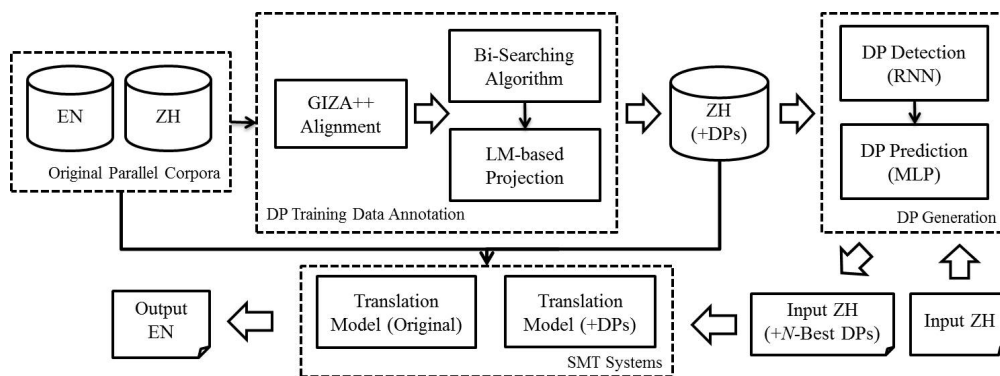 EN
ZH
Original Parallel Corpora
GIZA++
Alignment
Bi-Searching
Algorithm
LM-based
Projection
DP Training Data Annotation
ZH
(+DPs)
DP Detection
(RNN)
DP Prediction
(MLP)
DP Generation
Output
EN
Translation
Model (Original)
Translation
Model (+DPs)
SMT Systems
Input ZH
(+N-Best DPs)
Input ZH